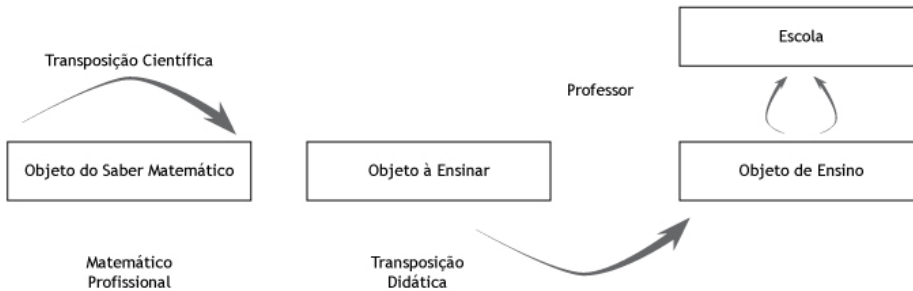 Escola
Transposição Científica
Professor
Objeto do Saber Matemático
Objeto à Ensinar
Objeto de Ensino
Matemático
Profissional
Transposição
Didática